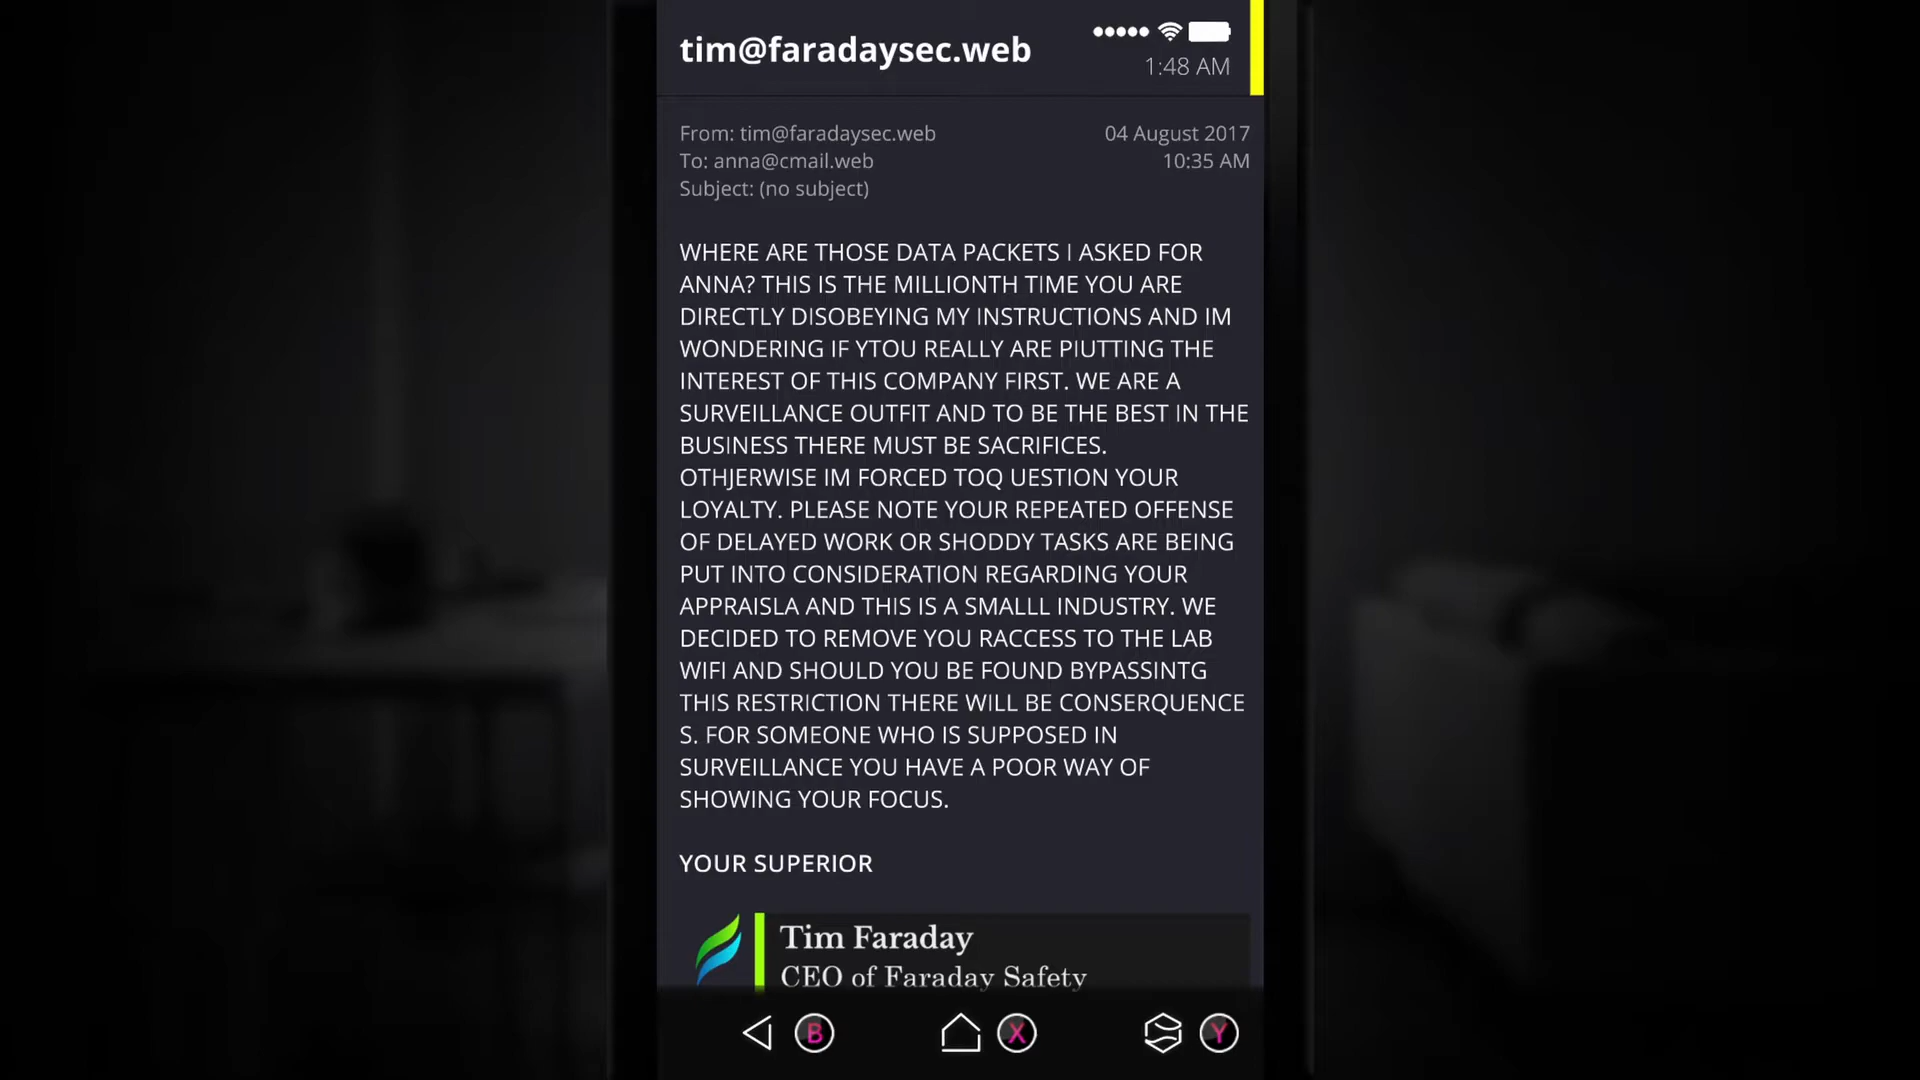 tim@faradaysec.web
1:48 AM
From: tim@faradaysec.web
04 August 2017
To: anna@cmail.web
10:35 AM
Subject: (no subject)
WHERE ARE THOSE DATA PACKETS I ASKED FOR
ANNA? THIS IS THE MILLIONTH TIME YOU ARE
DIRECTLY DISOBEYING MY INSTRUCTIONS AND IM
WONDERING IF YTOU REALLY ARE PIUTTING THE
INTEREST OF THIS COMPANY FIRST. WE ARE A
SURVEILLANCE OUTFIT AND TO BE THE BEST IN THE
BUSINESS THERE MUST BE SACRIFICES.
OTHJERWISE IM FORCED TOQ UESTION YOUR
LOYALTY. PLEASE NOTE YOUR REPEATED OFFENSE
OF DELAYED WORK OR SHODDY TASKS ARE BEING
PUT INTO CONSIDERATION REGARDING YOUR
APPRAISLA AND THIS IS A SMALLL INDUSTRY. WE
DECIDED TO REMOVE YOU RACCESS TO THE LAB
WIFI AND SHOULD YOU BE FOUND BYPASSINTG
THIS RESTRICTION THERE WILL BE CONSERQUENCE
S. FOR SOMEONE WHO IS SUPPOSED IN
SURVEILLANCE YOU HAVE A POOR WAY OF
SHOWING YOUR FOCUS.
YOUR SUPERIOR
Tim Faraday
CEO of Faraday Safety
B X Y